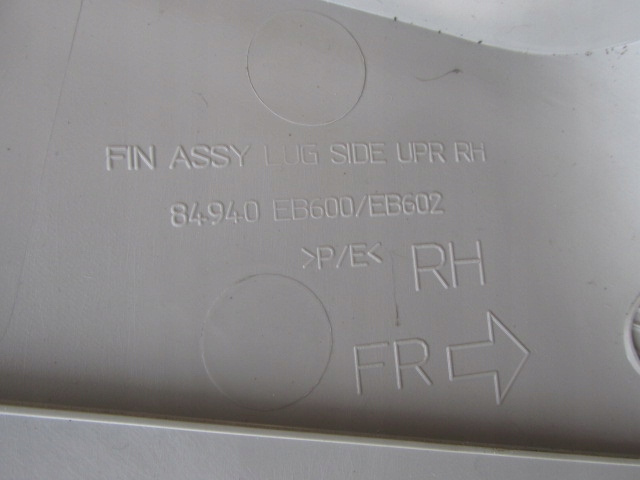 FIN ASSY LUG SIDE UPR RH
84940 EB600/EB602
>P/E<
RH
FR